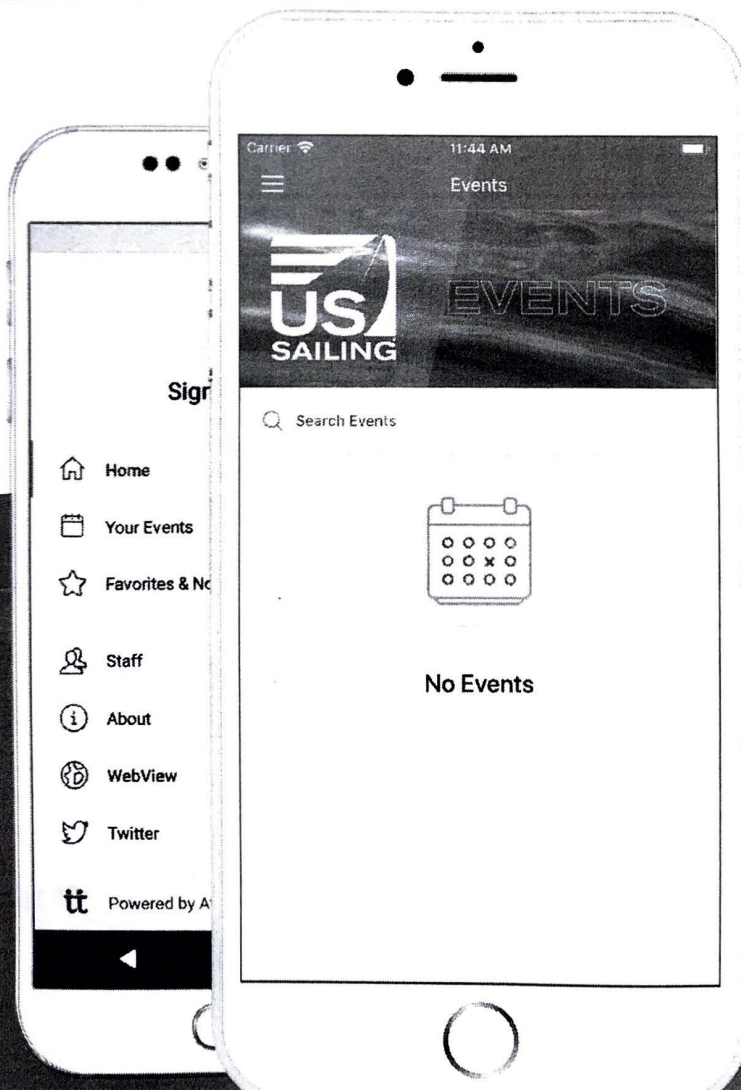 Carrier 11:44 AM
Events
US
SAILING
EVENTS
Search Events
No Events
Sigr
Home
Your Events
Favorites & No
Staff
About
WebView
Twitter
tt Powered by A